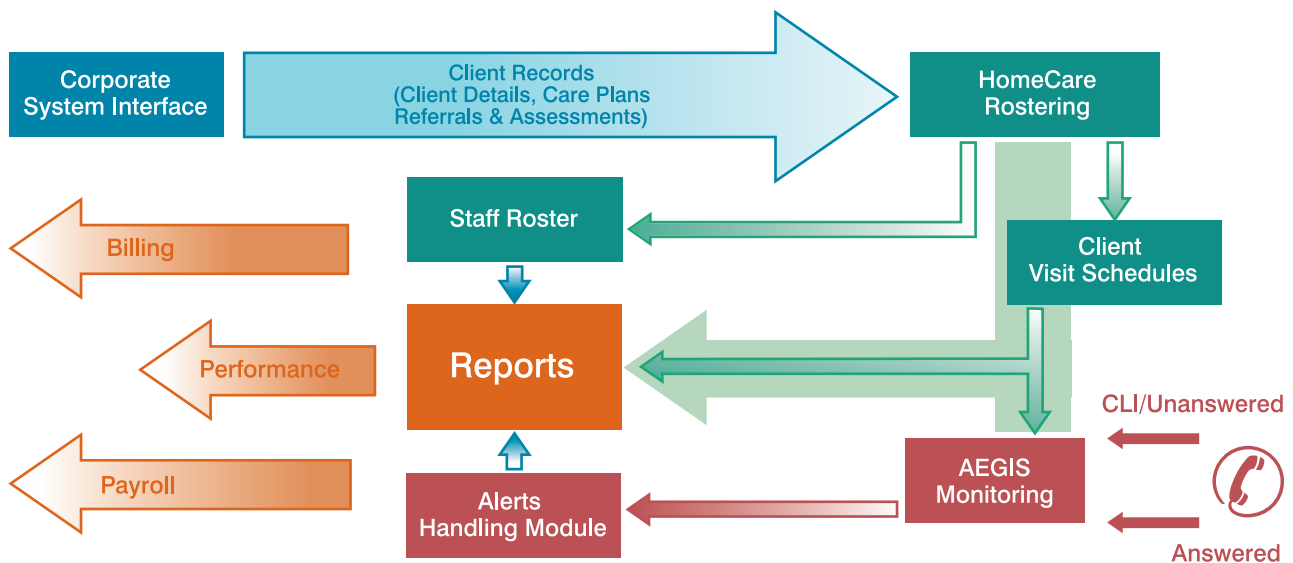 Corporate
System Interface
Client Records
(Client Details, Care Plans
Referrals & Assessments)
HomeCare
Rostering
Staff Roster
Billing
Client
Visit Schedules
Reports
Performance
CLI/Unanswered
Payroll
Alerts
Handling Module
AEGIS
Monitoring
Answered